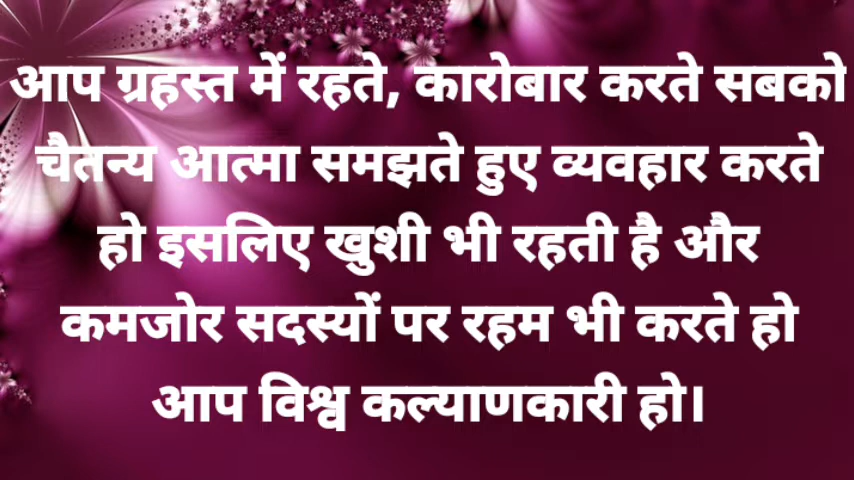 आप ग्रहस्त में रहते, कारोबार करते सबको
चैतन्य आत्मा समझते हुए व्यवहार करते
हो इसलिए खुशी भी रहती है और
कमजोर सदस्यों पर रहम भी करते हो
आप विश्व कल्याणकारी हो।